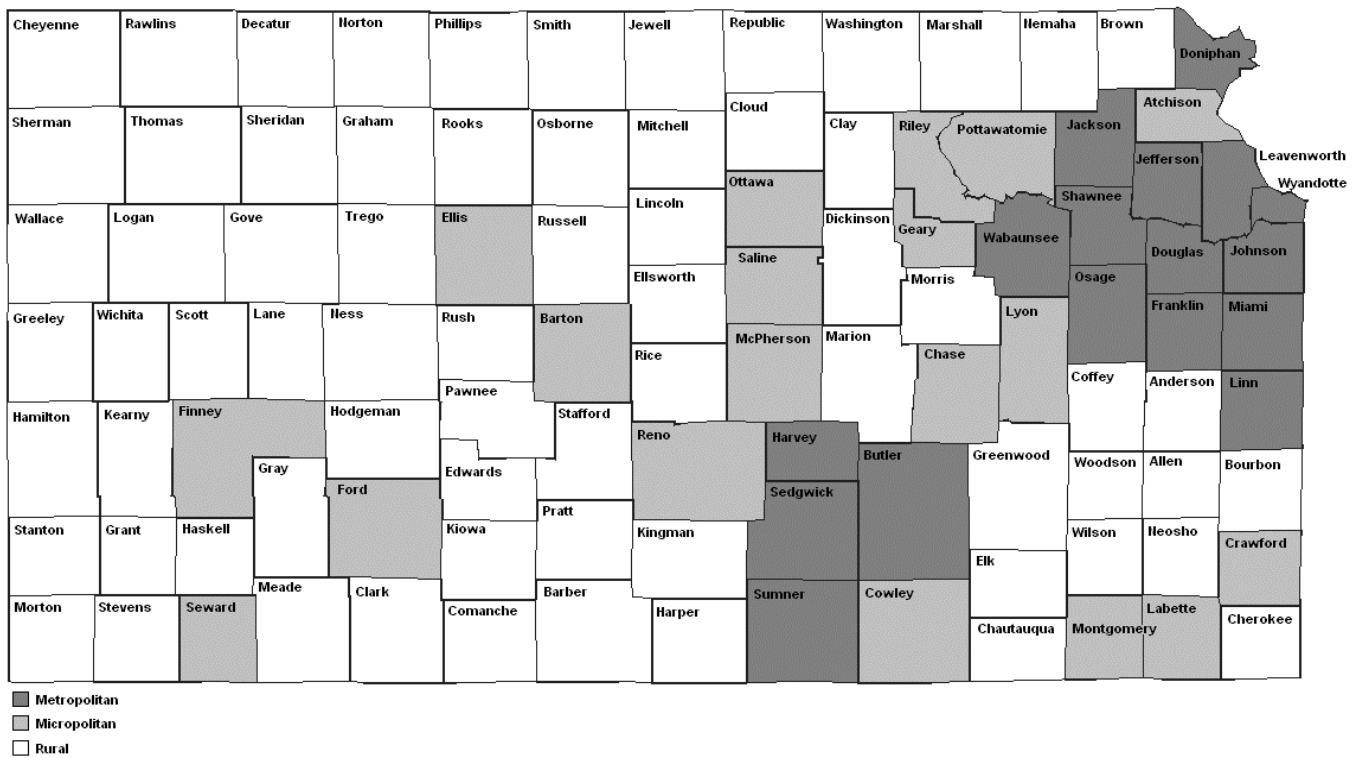 Cheyenne
Rawlins
Decatur
Norton
Phillips
Smith
Jewell
Republic
Washington
Marshall
Nemaha
Brown
Doniphan
Sherman
Thomas
Sheridan
Graham
Rooks
Osborne
Mitchell
Cloud
Clay
Riley
Pottawatomie
Jackson
Atchison
Jefferson
Leavenworth
Wyandotte
Ottawa
Shawnee
Wallace
Logan
Gove
Trego
Ellis
Russell
Lincoln
Dickinson
Geary
Wabaunsee
Douglas
Johnson
Saline
Ellsworth
Morris
Osage
Greeley
Wichita
Scott
Lane
Ness
Rush
Barton
McPherson
Marion
Lyon
Franklin
Miami
Rice
Chase
Pawnee
Coffey
Anderson
Linn
Hamilton
Kearny
Finney
Hodgeman
Stafford
Reno
Harvey
Butler
Greenwood
Woodson
Allen
Bourbon
Gray
Edwards
Ford
Sedgwick
Stanton
Grant
Haskell
Kiowa
Pratt
Kingman
Wilson
Neosho
Crawford
Elk
Meade
Clark
Barber
Sumner
Cowley
Morton
Stevens
Seward
Comanche
Harper
Chautauqua
Montgomery
Labette
Cherokee
Metropolitan
Micropolitan
Rural